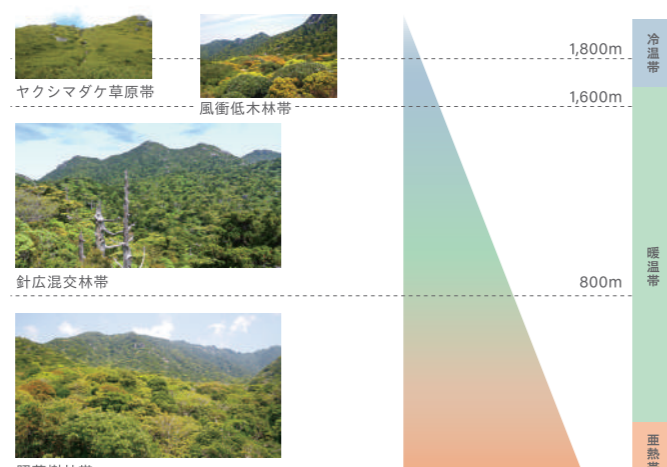 1,800m
冷温帯
ヤクシマダケ草原帯
風衝低木林帯
1,600m
針広混交林帯
800m
暖温帯
亜熱帯